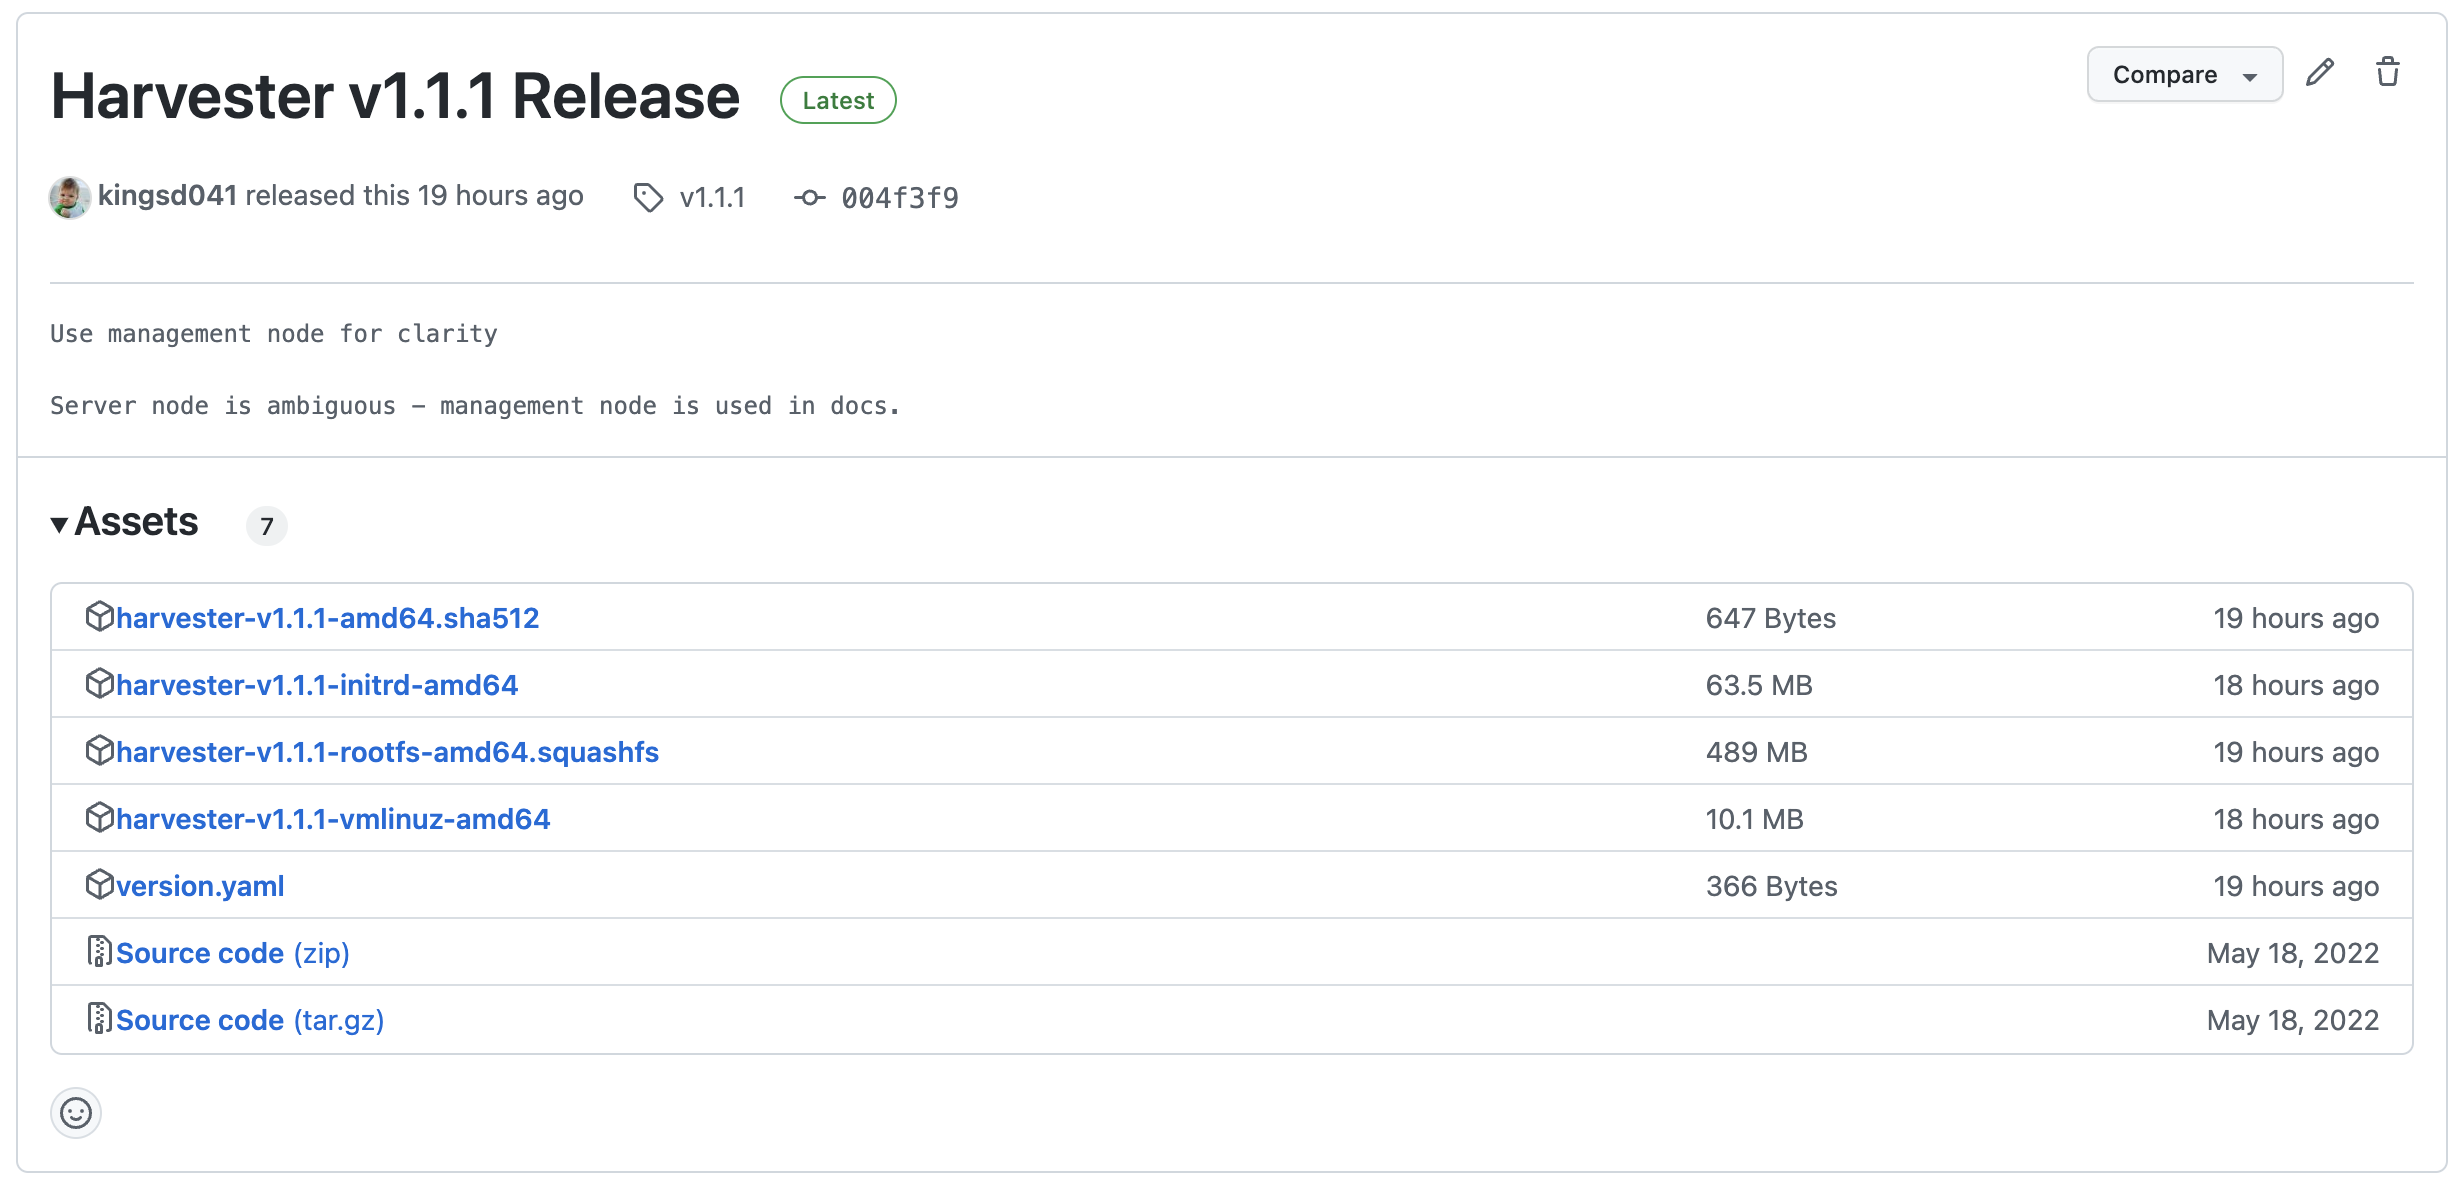 Harvester v1.1.1 Release Latest Compare
kingsd041 released this 19 hours ago v1.1.1 004f3f9
Use management node for clarity
Server node is ambiguous – management node is used in docs.
Assets 7
harvester-v1.1.1-amd64.sha512 647 Bytes 19 hours ago
harvester-v1.1.1-initrd-amd64 63.5 MB 18 hours ago
harvester-v1.1.1-rootfs-amd64.squashfs 489 MB 19 hours ago
harvester-v1.1.1-vmlinuz-amd64 10.1 MB 18 hours ago
version.yaml 366 Bytes 19 hours ago
Source code (zip) May 18, 2022
Source code (tar.gz) May 18, 2022